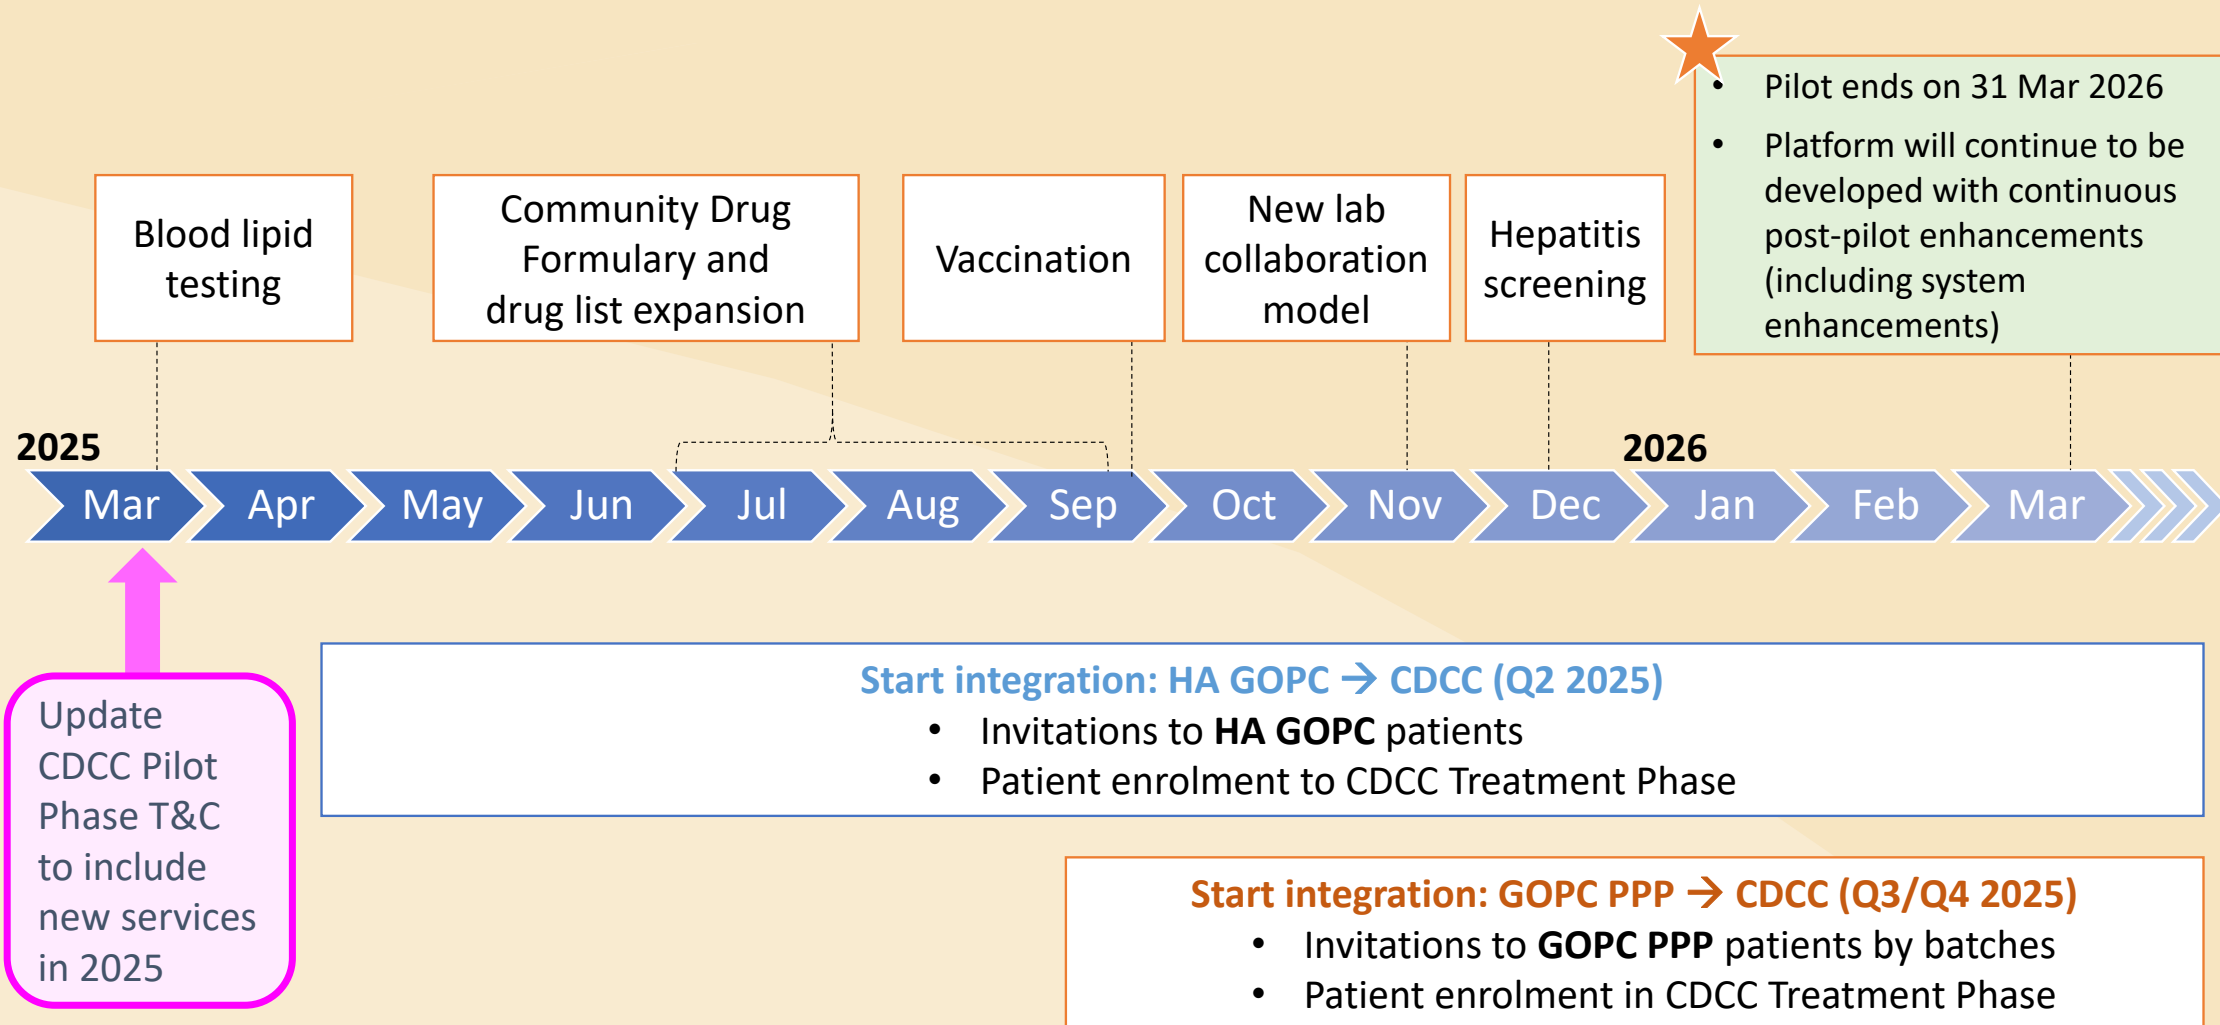 • Pilot ends on 31 Mar 2026
• Platform will continue to be
developed with continuous
post-pilot enhancements
(including system
enhancements)
Blood lipid
testing
Community Drug
Formulary and
drug list expansion
Vaccination
New lab
collaboration
model
Hepatitis
screening
2025
2026
Mar Apr May Jun Jul Aug Sep Oct Nov Dec Jan Feb Mar
Update
CDCC Pilot
Phase T&C
to include
new services
in 2025
Start integration: HA GOPC → CDCC (Q2 2025)
• Invitations to HA GOPC patients
• Patient enrolment to CDCC Treatment Phase
Start integration: GOPC PPP → CDCC (Q3/Q4 2025)
• Invitations to GOPC PPP patients by batches
• Patient enrolment in CDCC Treatment Phase